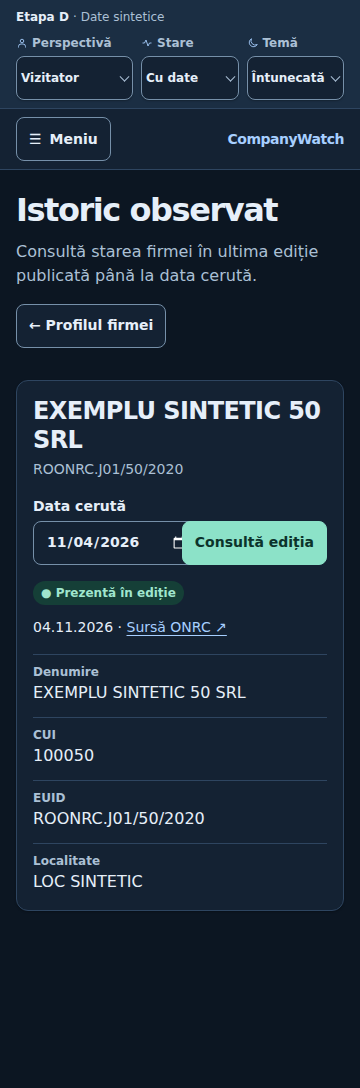 Etapa D · Date sintetice
Perspectivă Stare Temă
Vizitator Cu date Întunecată
☰ Meniu CompanyWatch
Istoric observat
Consultă starea firmei în ultima ediție
publicată până la data cerută.
← Profilul firmei
EXEMPLU SINTETIC 50
SRL
ROONRC.J01/50/2020
Data cerută
11/04/2026 Consultă ediția
● Prezentă în ediție
04.11.2026 · Sursă ONRC ↗
Denumire
EXEMPLU SINTETIC 50 SRL
CUI
100050
EUID
ROONRC.J01/50/2020
Localitate
LOC SINTETIC